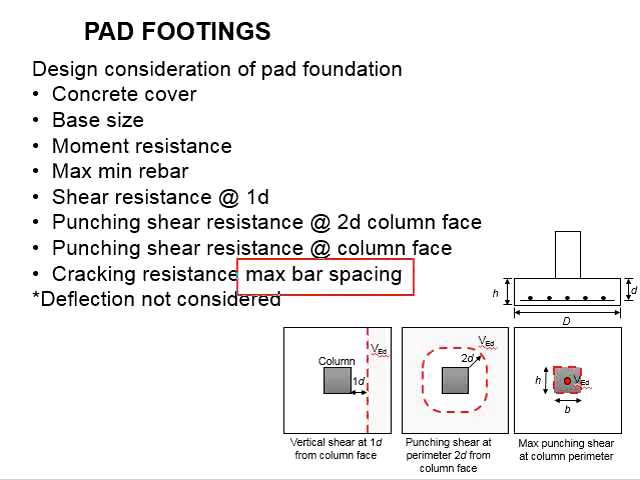 PAD FOOTINGS
Design consideration of pad foundation
• Concrete cover
• Base size
• Moment resistance
• Max min rebar
• Shear resistance @ 1d
• Punching shear resistance @ 2d column face
• Punching shear resistance @ column face
• Cracking resistance max bar spacing
*Deflection not considered
h
d
D
Column
VEd
1d
VEd
2d
h
VEd
b
Vertical shear at 1d
from column face
Punching shear at
perimeter 2d from
column face
Max punching shear
at column perimeter